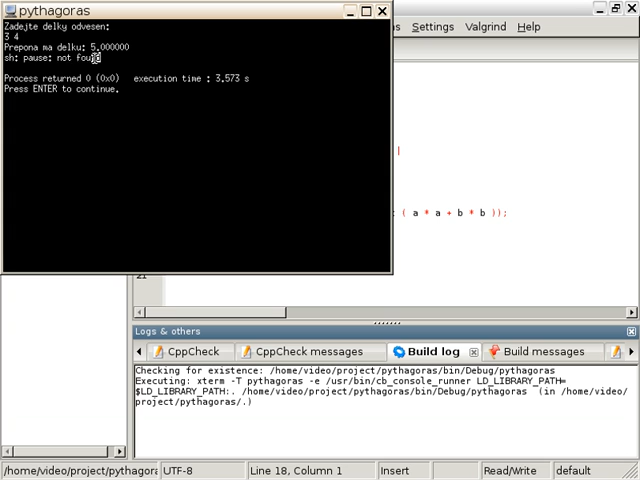 pythagoras
Zadejte delky odvesen:
3 4
Prepona ma delku: 5.000000
sh: pause: not found
Process returned 0 (0x0)   execution time : 3.573 s
Press ENTER to continue.
Settings Valgrind Help
( a * a + b * b ));
21
Logs & others
CppCheck
CppCheck messages
Build log
Build messages
Checking for existence: /home/video/project/pythagoras/bin/Debug/pythagoras
Executing: xterm -T pythagoras -e /usr/bin/cb_console_runner LD_LIBRARY_PATH=
$LD_LIBRARY_PATH:. /home/video/project/pythagoras/bin/Debug/pythagoras  (in /home/video/
project/pythagoras/.)
/home/video/project/pythagora
UTF-8
Line 18, Column 1
Insert
Read/Write
default